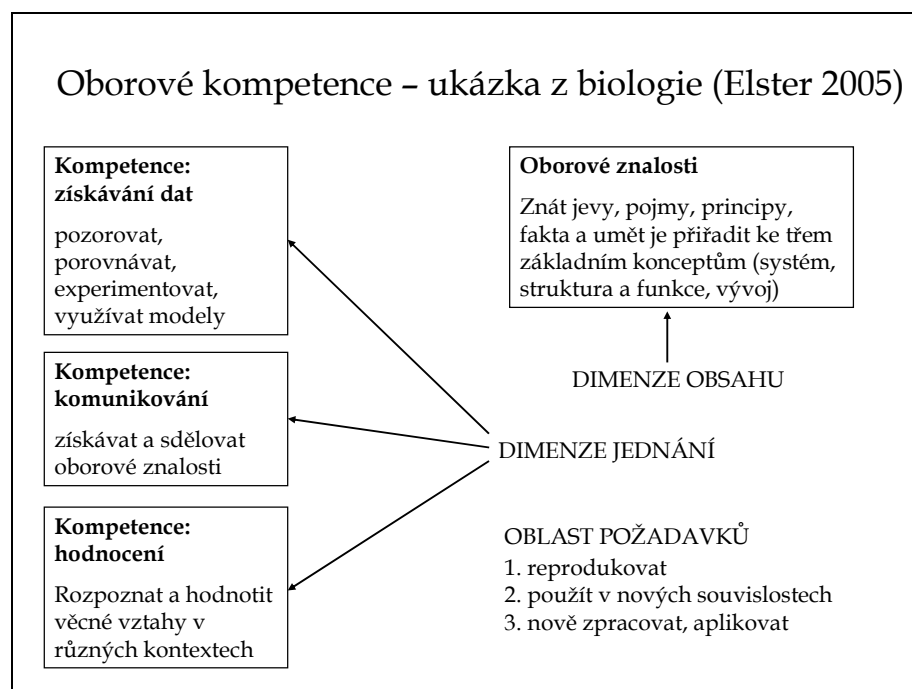 Oborové kompetence – ukázka z biologie (Elster 2005)
Kompetence:
získávání dat
pozorovat,
porovnávat,
experimentovat,
využívat modely
Kompetence:
komunikování
získávat a sdělovat
oborové znalosti
Kompetence:
hodnocení
Rozpoznat a hodnotit
věcné vztahy v
různých kontextech
Oborové znalosti
Znát jevy, pojmy, principy,
fakta a umět je přiřadit ke třem
základním konceptům (systém,
struktura a funkce, vývoj)
DIMENZE OBSAHU
DIMENZE JEDNÁNÍ
OBLAST POŽADAVKŮ
1. reprodukovat
2. použít v nových souvislostech
3. nově zpracovat, aplikovat